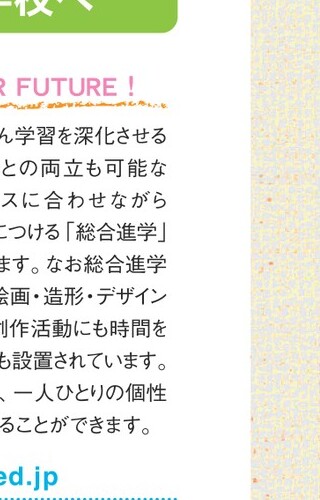 学校へ
R FUTURE！
ん学習を深化させる
との両立も可能な
スに合わせながら
につける「総合進学」
ます。なお総合進学
絵画・造形・デザイン
創作活動にも時間を
も設置されています。
、一人ひとりの個性
ることができます。
ed.jp